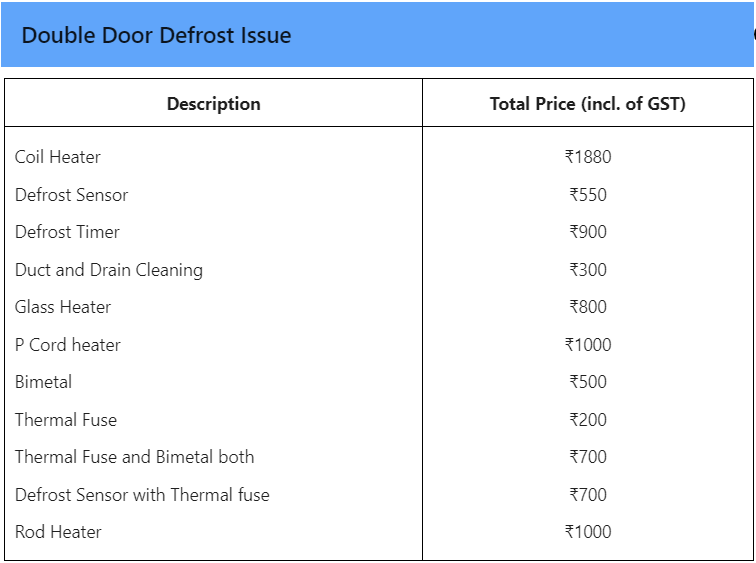 Double Door Defrost Issue
Description Total Price (incl. of GST)
Coil Heater ₹1880
Defrost Sensor ₹550
Defrost Timer ₹900
Duct and Drain Cleaning ₹300
Glass Heater ₹800
P Cord heater ₹1000
Bimetal ₹500
Thermal Fuse ₹200
Thermal Fuse and Bimetal both ₹700
Defrost Sensor with Thermal fuse ₹700
Rod Heater ₹1000